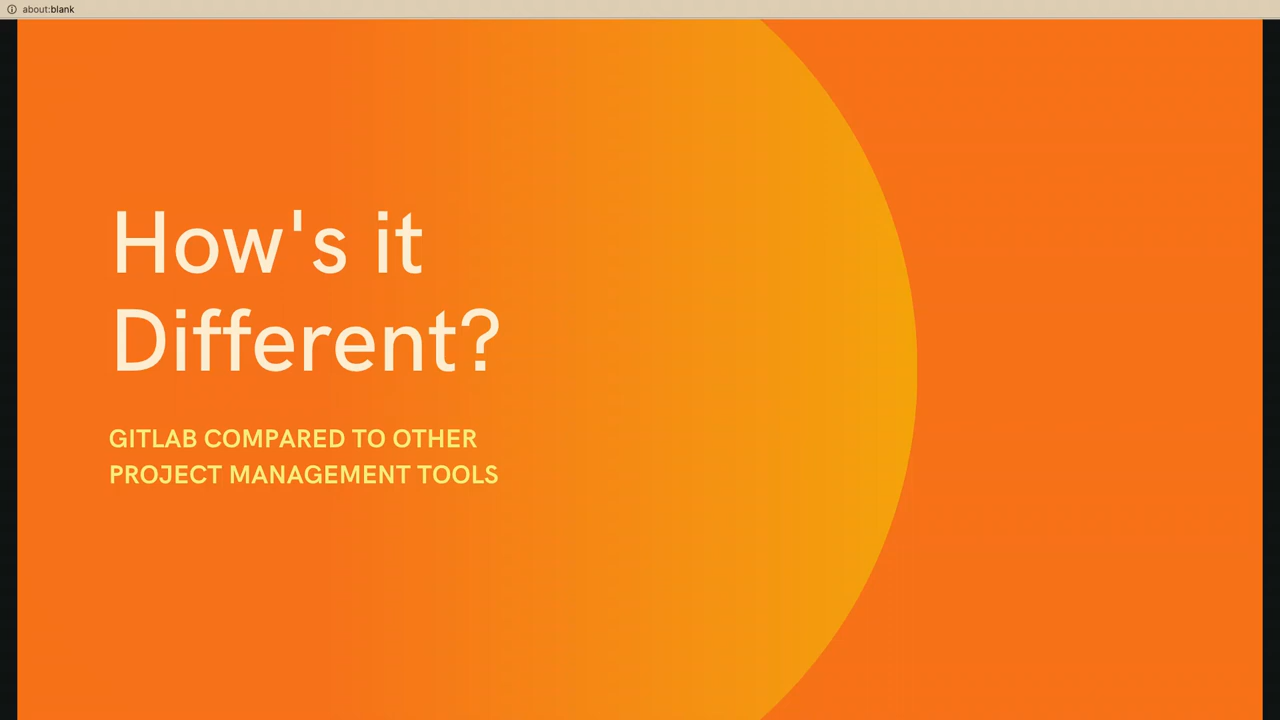 about:blank
How's it
Different?
GITLAB COMPARED TO OTHER
PROJECT MANAGEMENT TOOLS